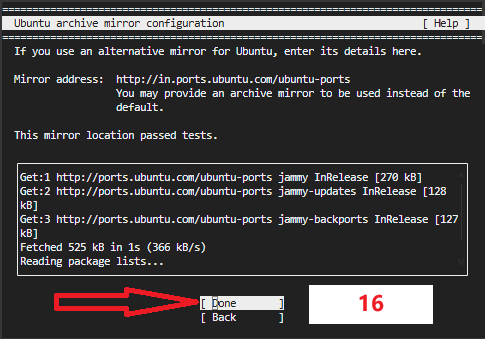 Ubuntu archive mirror configuration [ Help ]
If you use an alternative mirror for Ubuntu, enter its details here.
Mirror address: http://in.ports.ubuntu.com/ubuntu-ports
You may provide an archive mirror to be used instead of the
default.
This mirror location passed tests.
Get:1 http://ports.ubuntu.com/ubuntu-ports jammy InRelease [270 kB]
Get:2 http://ports.ubuntu.com/ubuntu-ports jammy-updates InRelease [128
kB]
Get:3 http://ports.ubuntu.com/ubuntu-ports jammy-backports InRelease [127
kB]
Fetched 525 kB in 1s (366 kB/s)
Reading package lists...
[ Done ]
[ Back ]
16